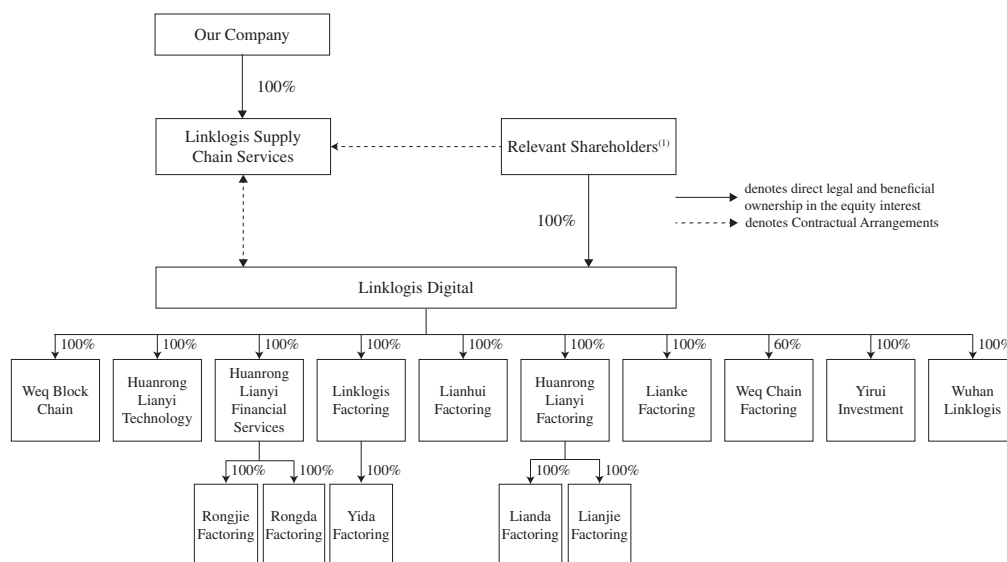 Our Company
100%
Linklogis Supply
Chain Services
Relevant Shareholders(1)
denotes direct legal and beneficial
ownership in the equity interest
denotes Contractual Arrangements
100%
Linklogis Digital
100%
100%
100%
100%
100%
100%
100%
60%
100%
100%
Weq Block
Chain
Huanrong
Lianyi
Technology
Huanrong
Lianyi
Financial
Services
Linklogis
Factoring
Lianhui
Factoring
Huanrong
Lianyi
Factoring
Lianke
Factoring
Weq Chain
Factoring
Yirui
Investment
Wuhan
Linklogis
100%
100%
100%
100%
100%
Rongjie
Factoring
Rongda
Factoring
Yida
Factoring
Lianda
Factoring
Lianjie
Factoring